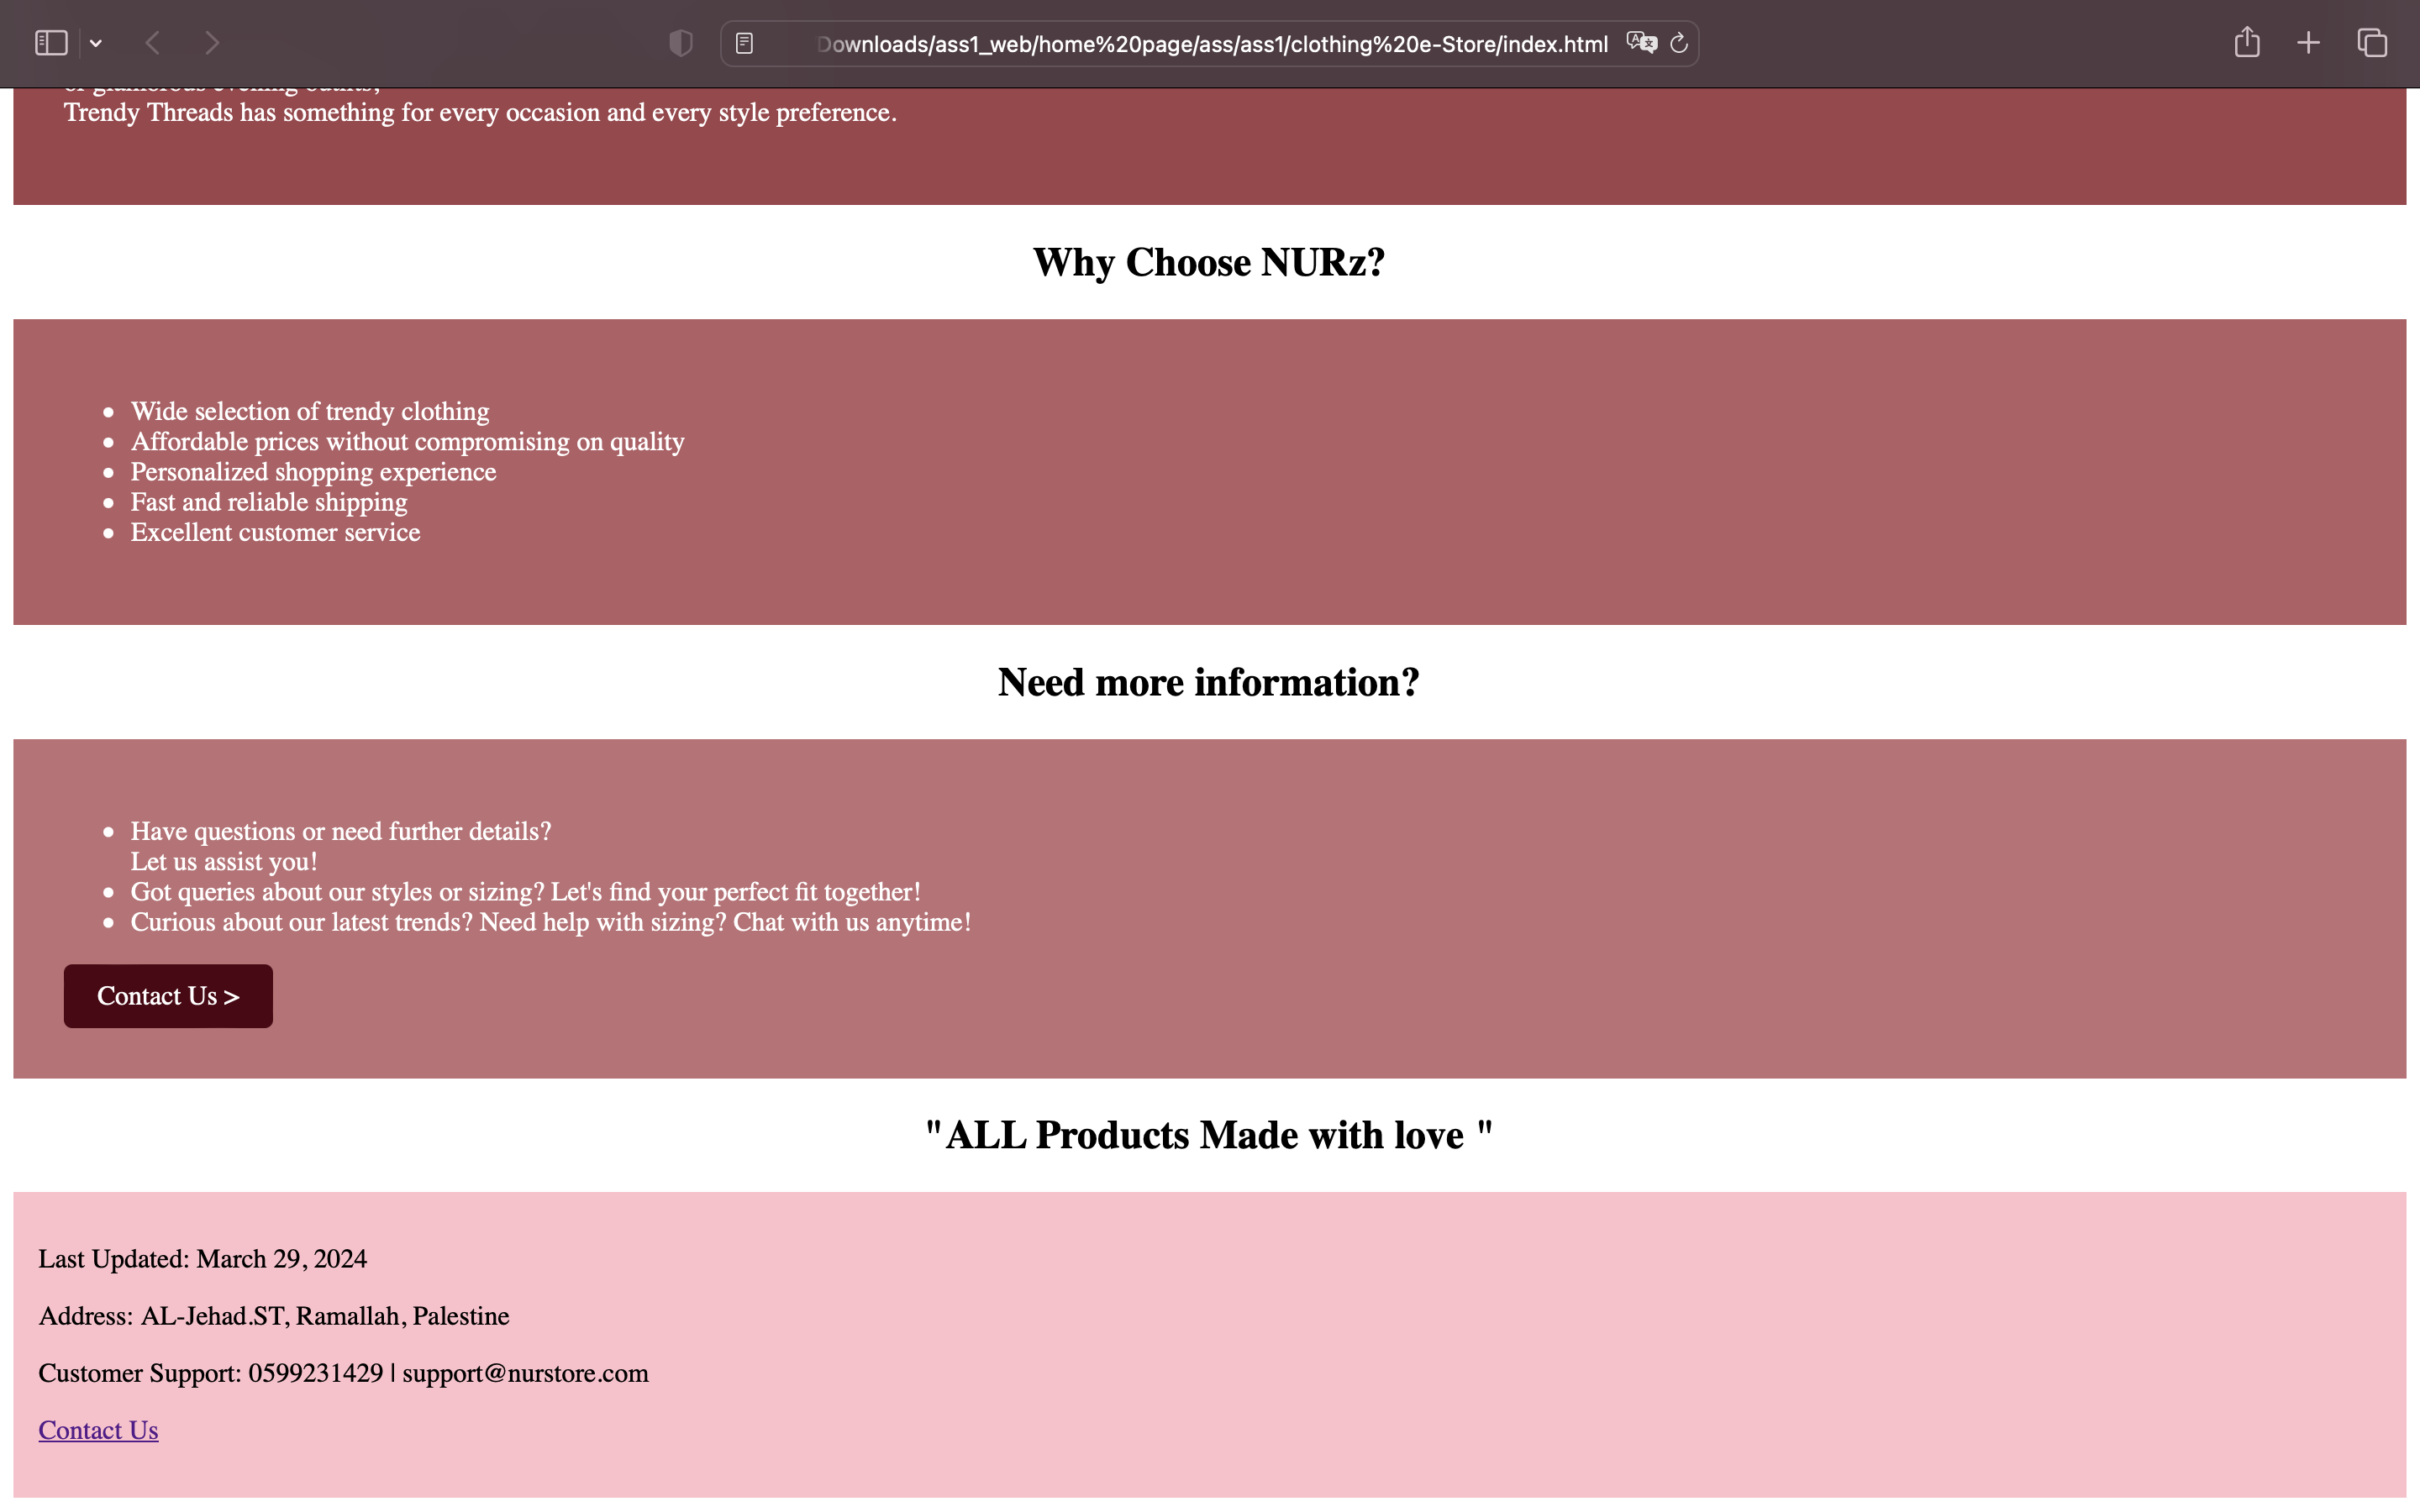 Downloads/ass1_web/home%20page/ass/ass1/clothing%20e-Store/index.html
or glamorous evening outfits,
Trendy Threads has something for every occasion and every style preference.
Why Choose NURz?
Wide selection of trendy clothing
Affordable prices without compromising on quality
Personalized shopping experience
Fast and reliable shipping
Excellent customer service
Need more information?
Have questions or need further details?
Let us assist you!
Got queries about our styles or sizing? Let's find your perfect fit together!
Curious about our latest trends? Need help with sizing? Chat with us anytime!
Contact Us >
"ALL Products Made with love "
Last Updated: March 29, 2024
Address: AL-Jehad.ST, Ramallah, Palestine
Customer Support: 0599231429 | support@nurstore.com
Contact Us